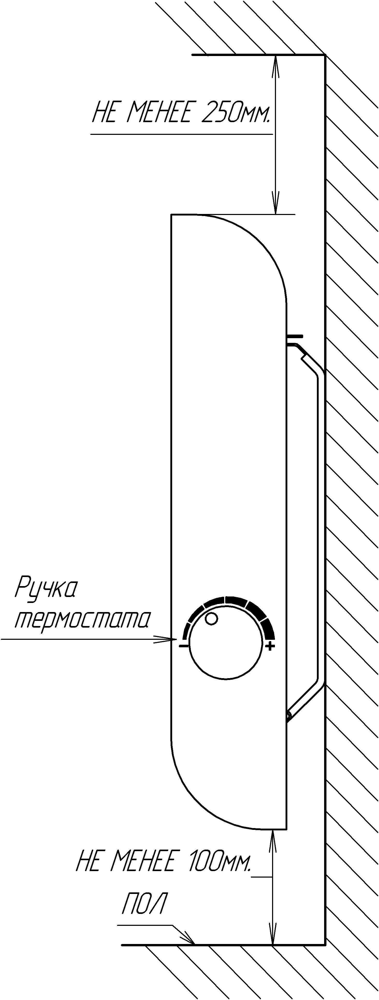 НЕ МЕНЕЕ 250мм.
Ручка
термостата
- +
НЕ МЕНЕЕ 100мм.
ПОЛ